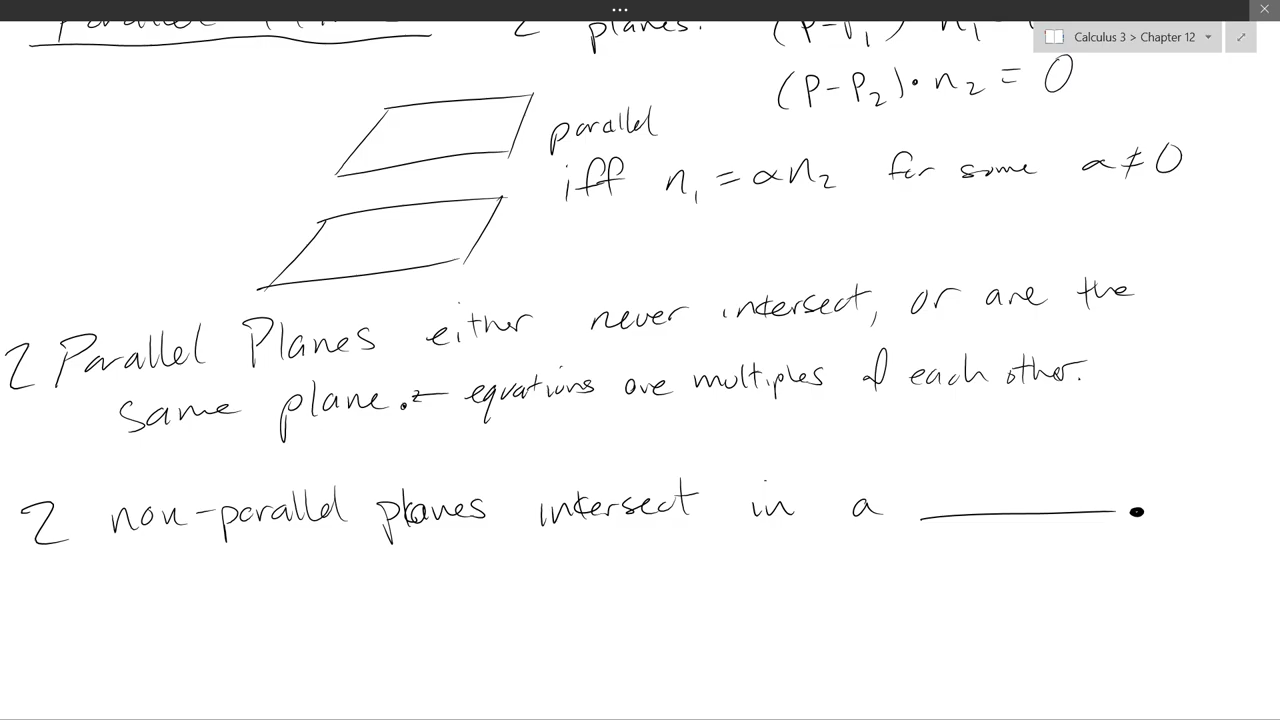 Parallel
2 planes:
Calculus 3 > Chapter 12
(P-P₂)·n₂ = 0
parallel
iff n₁ = αn₂ for some α ≠ 0
2 Parallel Planes either never intersect, or are the
same plane. ← equations are multiples of each other.
2 non-parallel planes intersect in a ______.